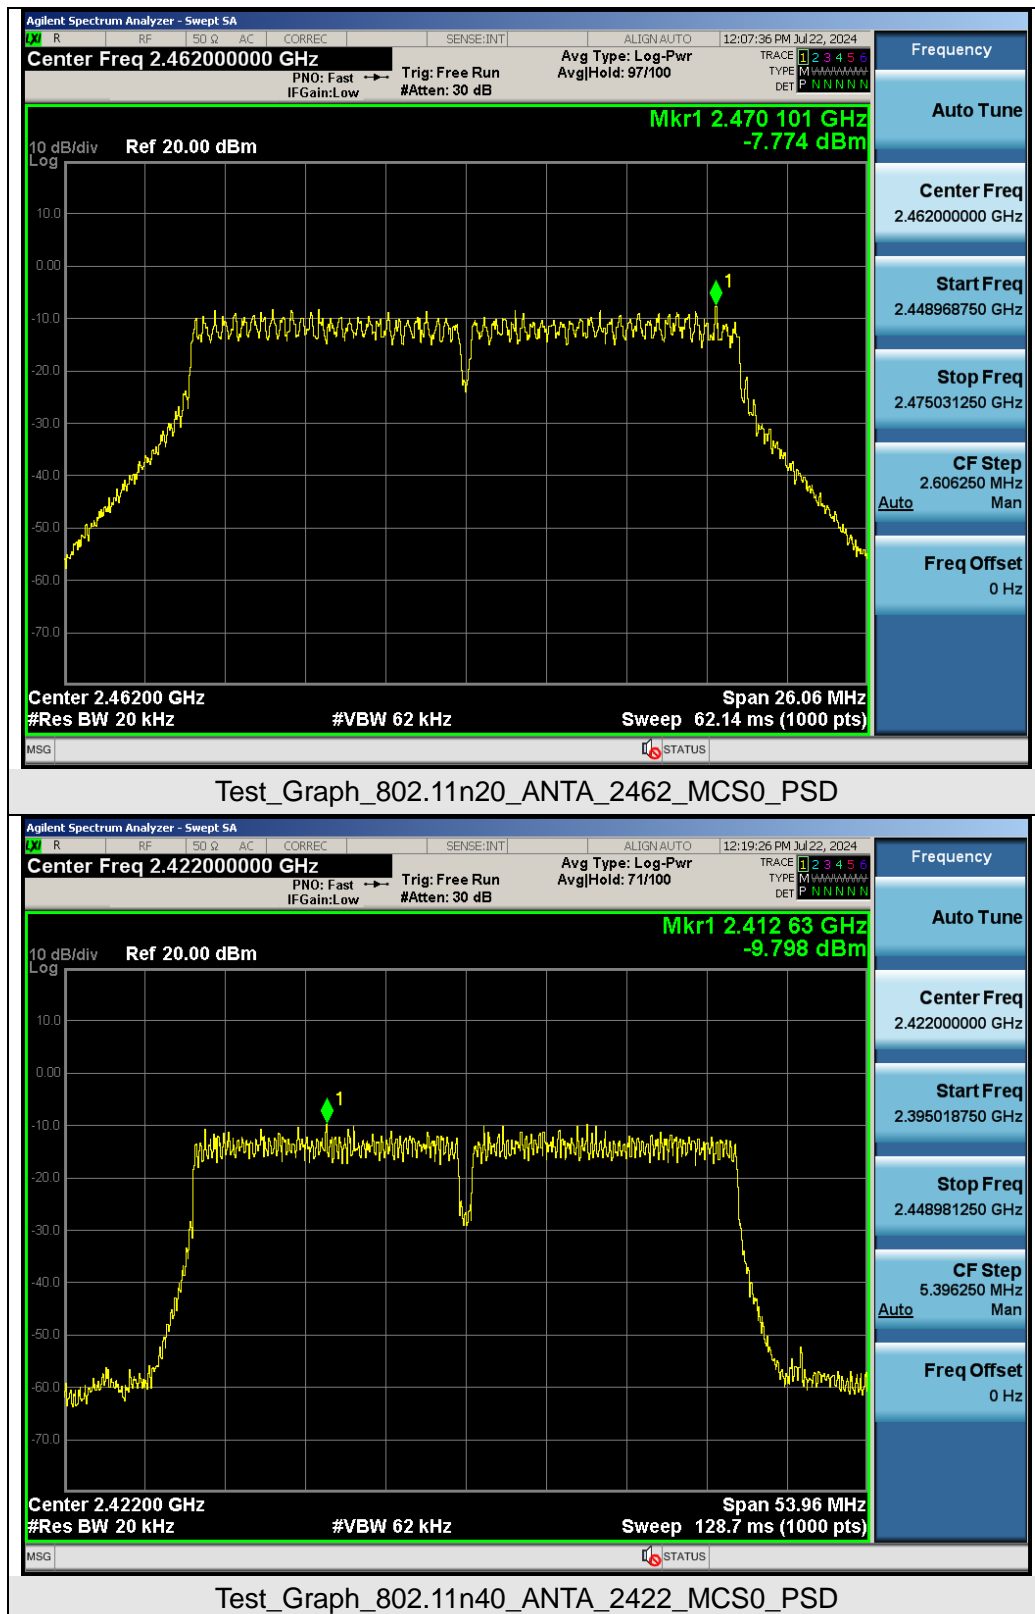 Agilent Spectrum Analyzer - Swept SA
LXI R RF 50 Ω AC CORREC SENSE:INT ALIGN AUTO 12:07:36 PM Jul 22, 2024
Center Freq 2.462000000 GHz
PNO: Fast
IFGain:Low
Trig: Free Run
#Atten: 30 dB
Avg Type: Log-Pwr
Avg|Hold: 97/100
TRACE 1 2 3 4 5 6
TYPE M
DET P N N N N N
Frequency
Mkr1 2.470 101 GHz
-7.774 dBm
10 dB/div Ref 20.00 dBm
Log
10.0
0.00
-10.0
-20.0
-30.0
-40.0
-50.0
-60.0
-70.0
1
Center 2.46200 GHz
Span 26.06 MHz
#Res BW 20 kHz
#VBW 62 kHz
Sweep 62.14 ms (1000 pts)
Auto Tune
Center Freq
2.462000000 GHz
Start Freq
2.448968750 GHz
Stop Freq
2.475031250 GHz
CF Step
2.606250 MHz
Auto Man
Freq Offset
0 Hz
MSG STATUS
Test_Graph_802.11n20_ANTA_2462_MCS0_PSD
Agilent Spectrum Analyzer - Swept SA
LXI R RF 50 Ω AC CORREC SENSE:INT ALIGN AUTO 12:19:26 PM Jul 22, 2024
Center Freq 2.422000000 GHz
PNO: Fast
IFGain:Low
Trig: Free Run
#Atten: 30 dB
Avg Type: Log-Pwr
Avg|Hold: 71/100
TRACE 1 2 3 4 5 6
TYPE M
DET P N N N N N
Frequency
Mkr1 2.412 63 GHz
-9.798 dBm
10 dB/div Ref 20.00 dBm
Log
10.0
0.00
-10.0
-20.0
-30.0
-40.0
-50.0
-60.0
-70.0
1
Center 2.42200 GHz
Span 53.96 MHz
#Res BW 20 kHz
#VBW 62 kHz
Sweep 128.7 ms (1000 pts)
Auto Tune
Center Freq
2.422000000 GHz
Start Freq
2.395018750 GHz
Stop Freq
2.448981250 GHz
CF Step
5.396250 MHz
Auto Man
Freq Offset
0 Hz
MSG STATUS
Test_Graph_802.11n40_ANTA_2422_MCS0_PSD